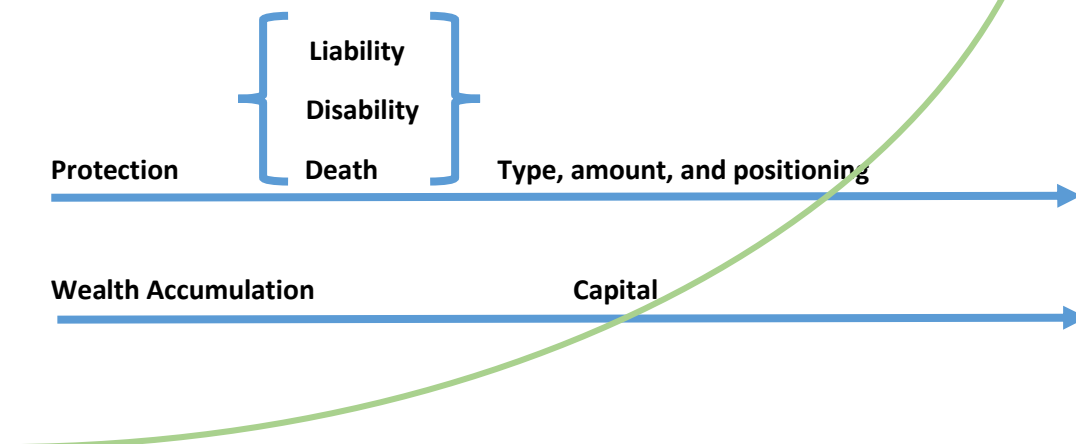 Liability
Disability
Protection Death Type, amount, and positioning
Wealth Accumulation Capital